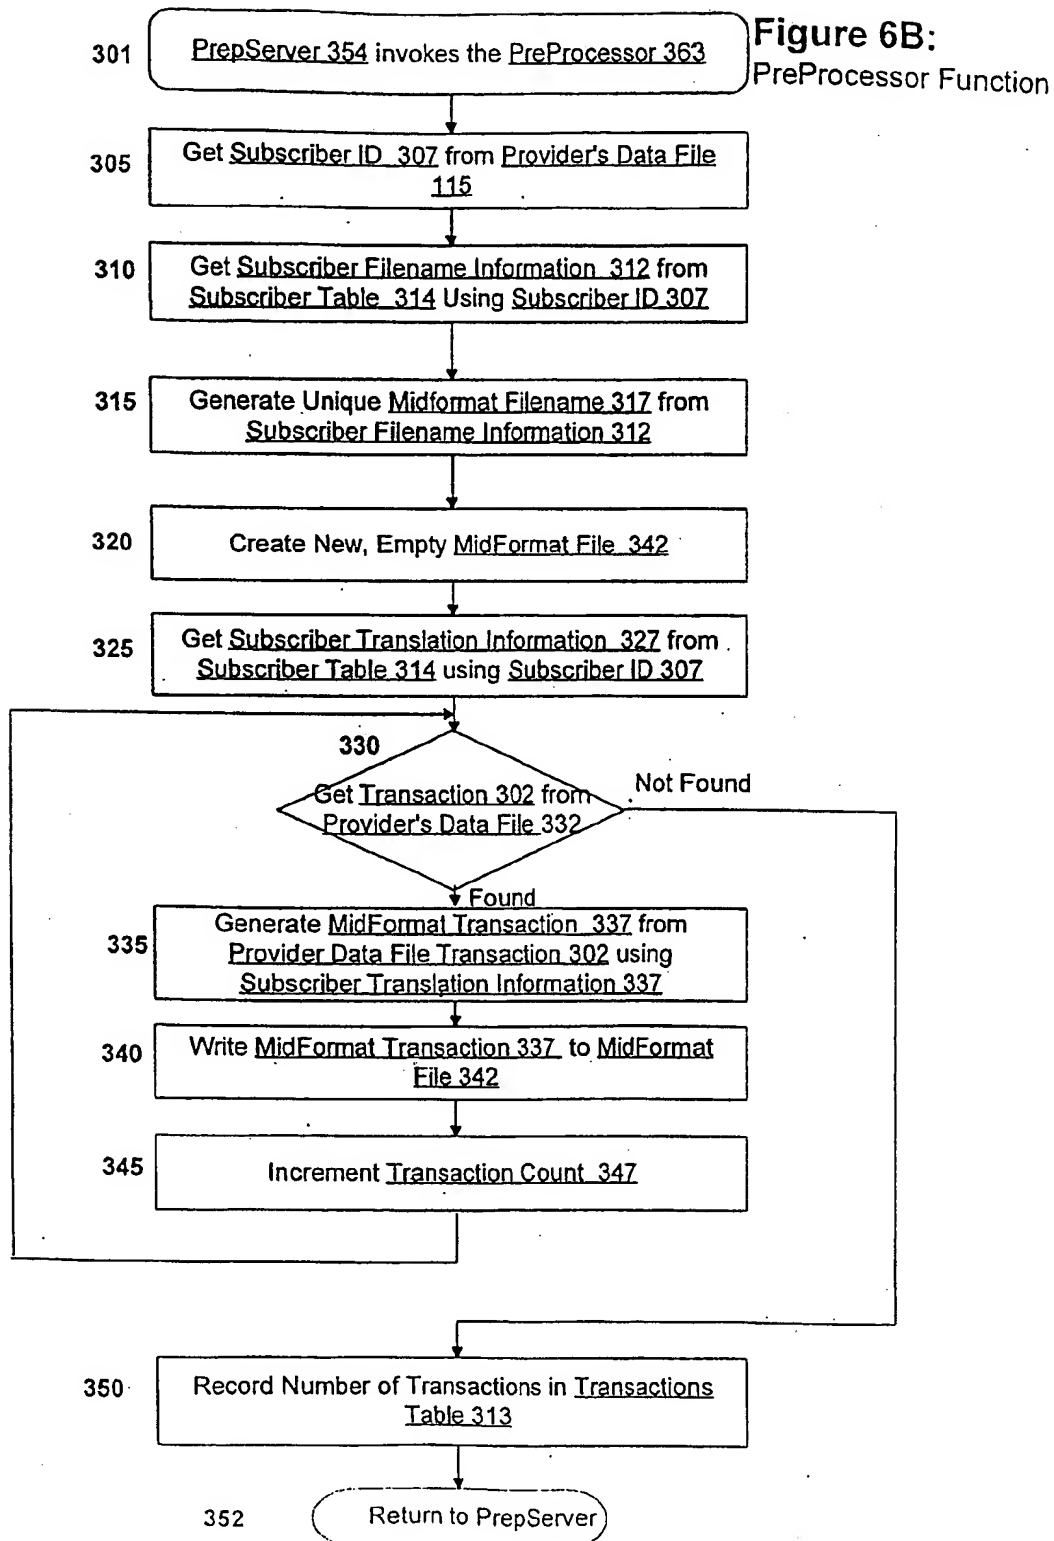 Figure 6B:
PreProcessor Function
301
PrepServer 354 invokes the PreProcessor 363
305
Get Subscriber ID 307 from Provider's Data File
115
310
Get Subscriber Filename Information 312 from
Subscriber Table 314 Using Subscriber ID 307
315
Generate Unique Midformat Filename 317 from
Subscriber Filename Information 312
320
Create New, Empty MidFormat File 342
325
Get Subscriber Translation Information 327 from
Subscriber Table 314 using Subscriber ID 307
330
Get Transaction 302 from
Provider's Data File 332
Not Found
Found
335
Generate MidFormat Transaction 337 from
Provider Data File Transaction 302 using
Subscriber Translation Information 337
340
Write MidFormat Transaction 337 to MidFormat
File 342
345
Increment Transaction Count 347
350
Record Number of Transactions in Transactions
Table 313
352
Return to PrepServer